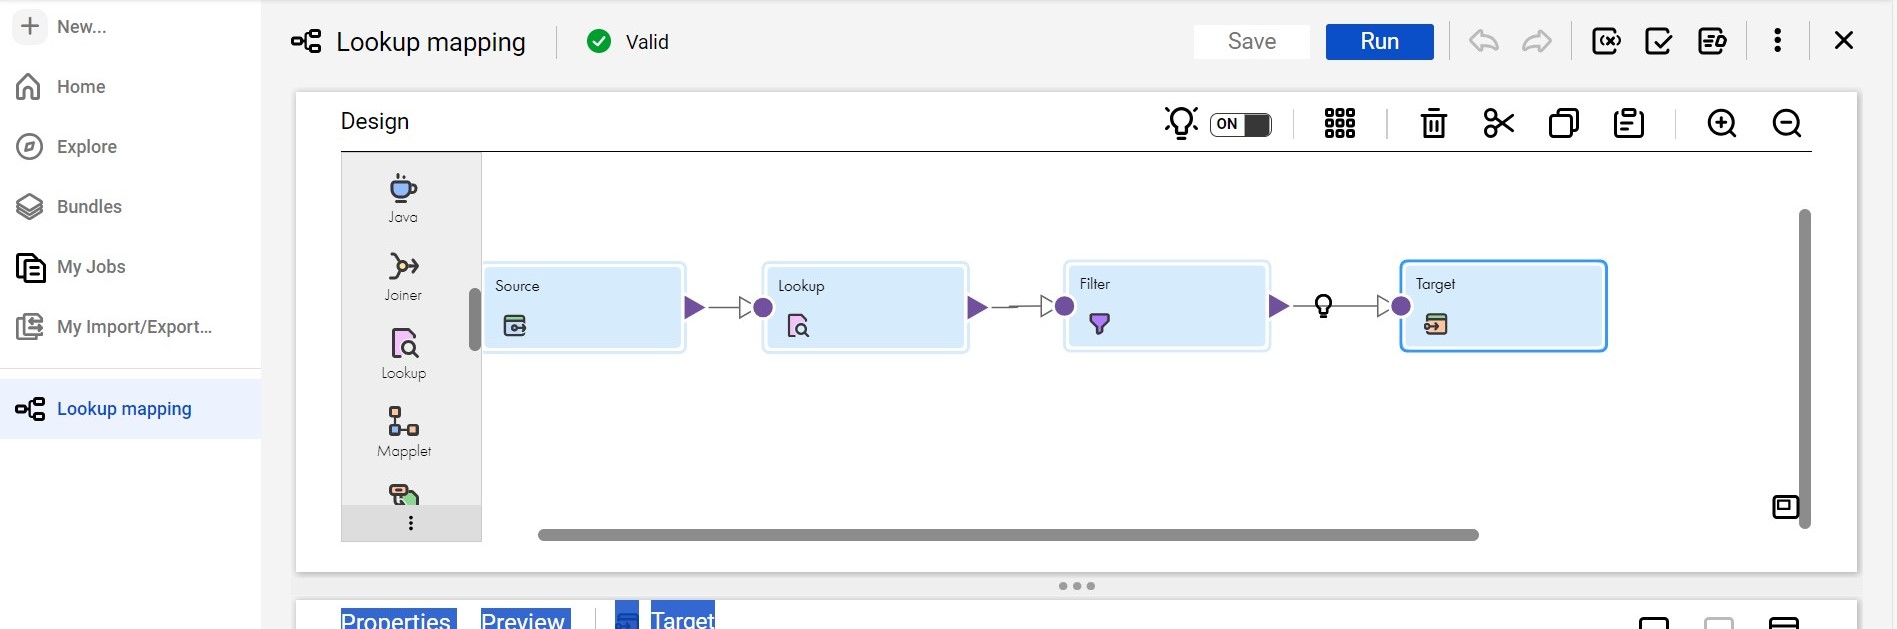 New...
Home
Explore
Bundles
My Jobs
My Import/Export...
Lookup mapping
Lookup mapping
Valid
Save
Run
Design
ON
Java
Joiner
Lookup
Mapplet
Source
Lookup
Filter
Target
Properties
Preview
Target